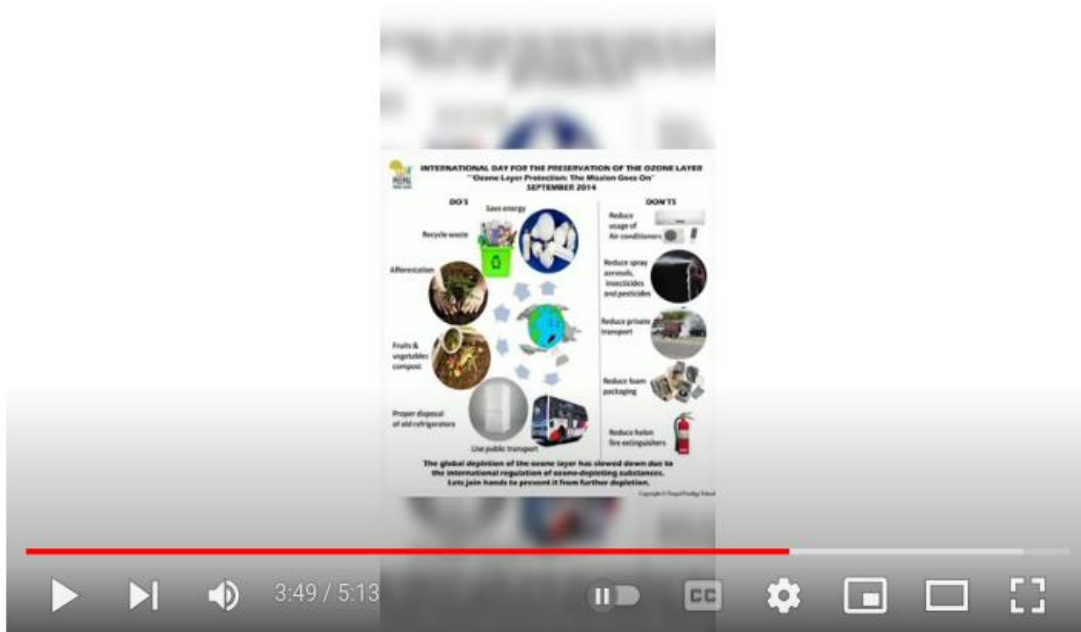 INTERNATIONAL DAY FOR THE PRESERVATION OF THE OZONE LAYER
"Ozone Layer Protection: The Mission Goes On"
SEPTEMBER 2014
DO'S
Save energy
Recycle waste
Afforestation
Fruits &
vegetables
compost
Proper disposal
of old refrigerators
Use public transport
DON'TS
Reduce
usage of
Air conditioners
Reduce spray
aerosols,
insecticides
and pesticides
Reduce private
transport
Reduce foam
packaging
Reduce halon
fire extinguishers
The global depletion of the ozone layer has slowed down due to
the international regulation of ozone-depleting substances.
Lets join hands to prevent it from further depletion.
Copyright © Peepal Prodigy School
3:49 / 5:13
CC